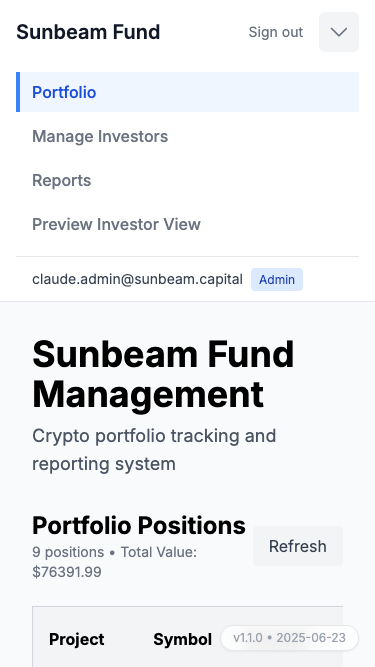 Sunbeam Fund
Sign out
Portfolio
Manage Investors
Reports
Preview Investor View
claude.admin@sunbeam.capital Admin
Sunbeam Fund
Management
Crypto portfolio tracking and
reporting system
Portfolio Positions
9 positions • Total Value:
$76391.99
Refresh
Project Symbol
v1.1.0 • 2025-06-23